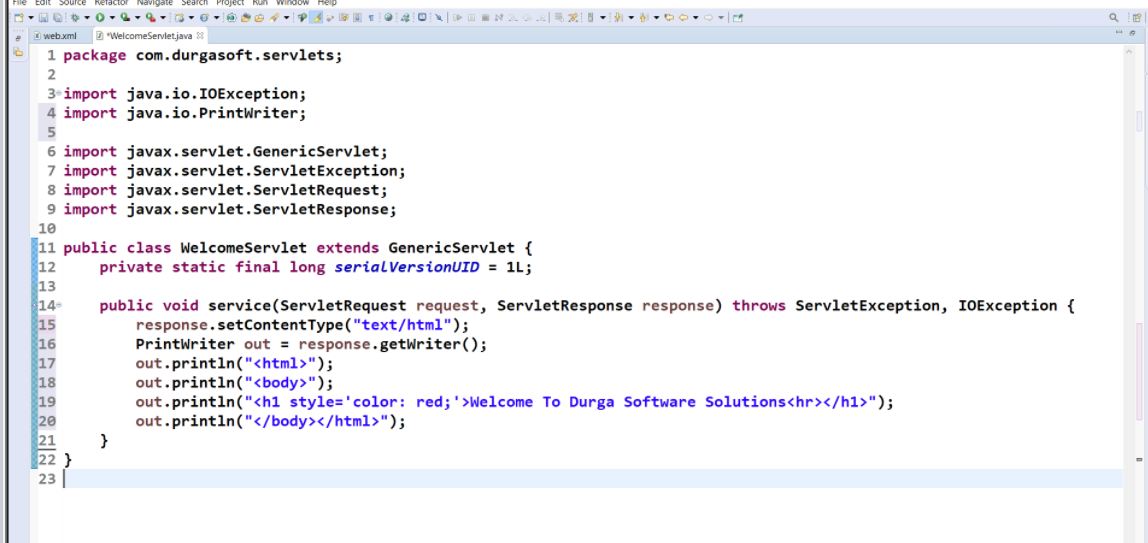 File Edit Source Refactor Navigate Search Project Run Window Help
web.xml *WelcomeServlet.java
1 package com.durgasoft.servlets;
2
3 import java.io.IOException;
4 import java.io.PrintWriter;
5
6 import javax.servlet.GenericServlet;
7 import javax.servlet.ServletException;
8 import javax.servlet.ServletRequest;
9 import javax.servlet.ServletResponse;
10
11 public class WelcomeServlet extends GenericServlet {
12     private static final long serialVersionUID = 1L;
13
14     public void service(ServletRequest request, ServletResponse response) throws ServletException, IOException {
15         response.setContentType("text/html");
16         PrintWriter out = response.getWriter();
17         out.println("<html>");
18         out.println("<body>");
19         out.println("<h1 style='color: red;'>Welcome To Durga Software Solutions<hr></h1>");
20         out.println("</body></html>");
21     }
22 }
23